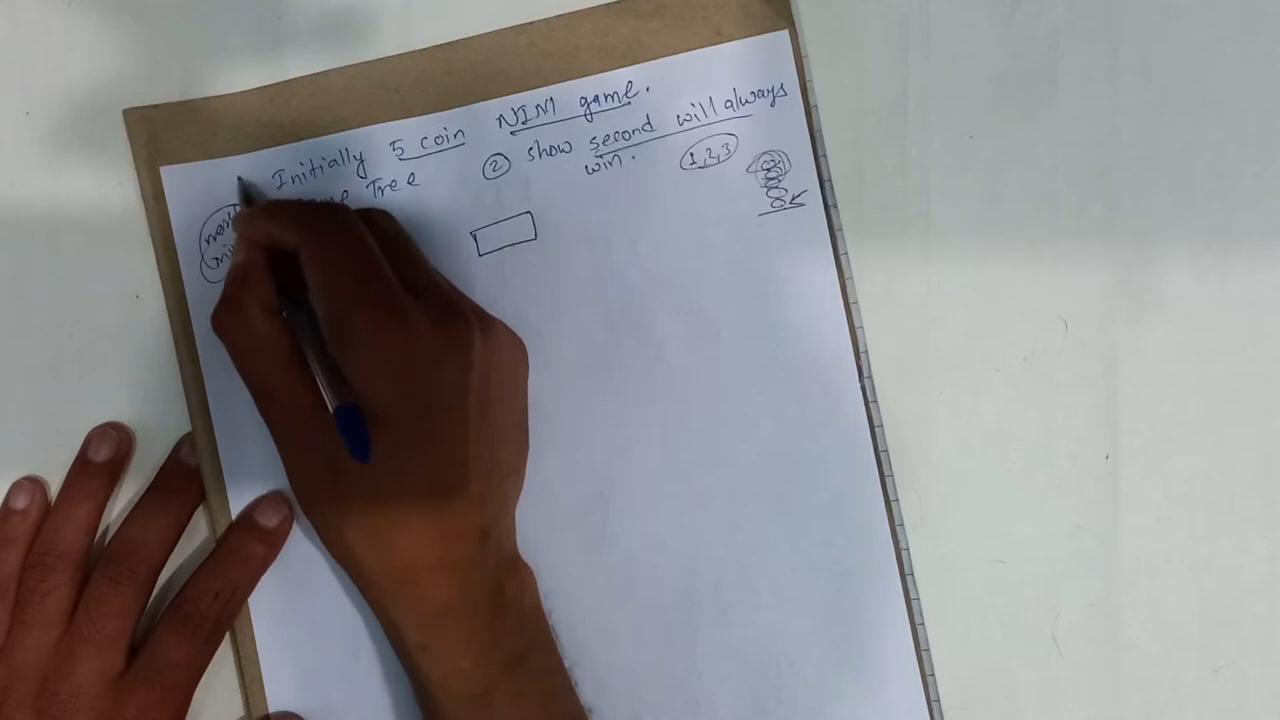 NIM game.
Initially 5 coin
② show second will always
win.
1,2,3
Tree